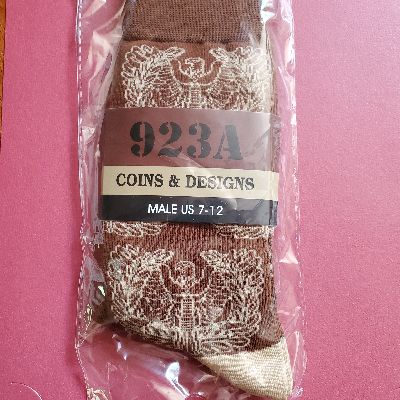 923A
COINS & DESIGNS
MALE US 7-12